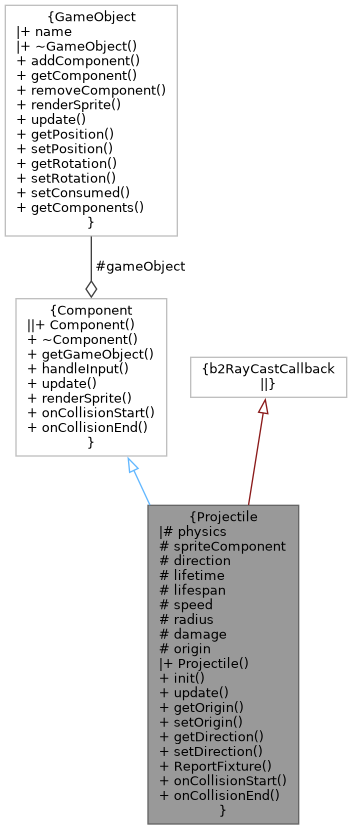 {GameObject
|+ name
|+ ~GameObject()
+ addComponent()
+ getComponent()
+ removeComponent()
+ renderSprite()
+ update()
+ getPosition()
+ setPosition()
+ getRotation()
+ setRotation()
+ setConsumed()
+ getComponents()
}
#gameObject
{Component
||+ Component()
+ ~Component()
+ getGameObject()
+ handleInput()
+ update()
+ renderSprite()
+ onCollisionStart()
+ onCollisionEnd()
}
{b2RayCastCallback
||}
{Projectile
|# physics
# spriteComponent
# direction
# lifetime
# lifespan
# speed
# radius
# damage
# origin
|+ Projectile()
+ init()
+ update()
+ getOrigin()
+ setOrigin()
+ getDirection()
+ setDirection()
+ ReportFixture()
+ onCollisionStart()
+ onCollisionEnd()
}